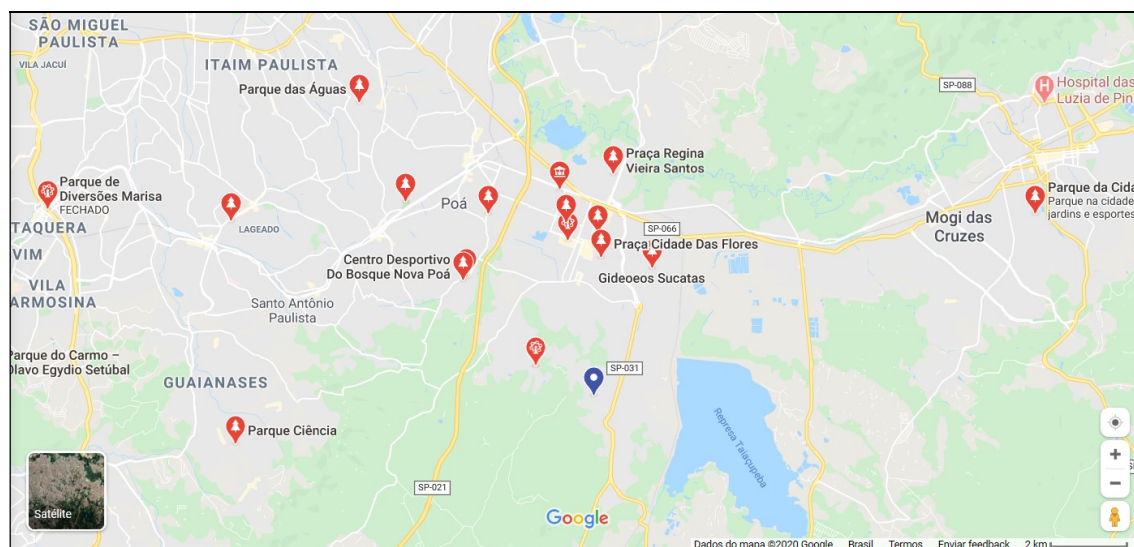 SÃO MIGUEL
PAULISTA
VILA JACUÍ
ITAIM PAULISTA
Parque das Águas
SP-088
Hospital das
Luzia de Pin
Praça Regina
Vieira Santos
Parque de
Diversões Marisa
FECHADO
Poá
LAGEADO
Parque da Cida
Parque na cidade
jardins e esportes
Mogi das
Cruzes
SP-066
TAQUERA
VIM
Praça Cidade Das Flores
Centro Desportivo
Do Bosque Nova Poá
Gideoeos Sucatas
VILA
ARMOSINA
Santo Antônio
Paulista
Parque do Carmo –
Olavo Egydio Setúbal
GUAIANASES
SP-031
Parque Ciência
Represa Taiaçupeba
SP-021
Satélite
Google
Dados do mapa ©2020 Google Brasil Termos Enviar feedback 2 km